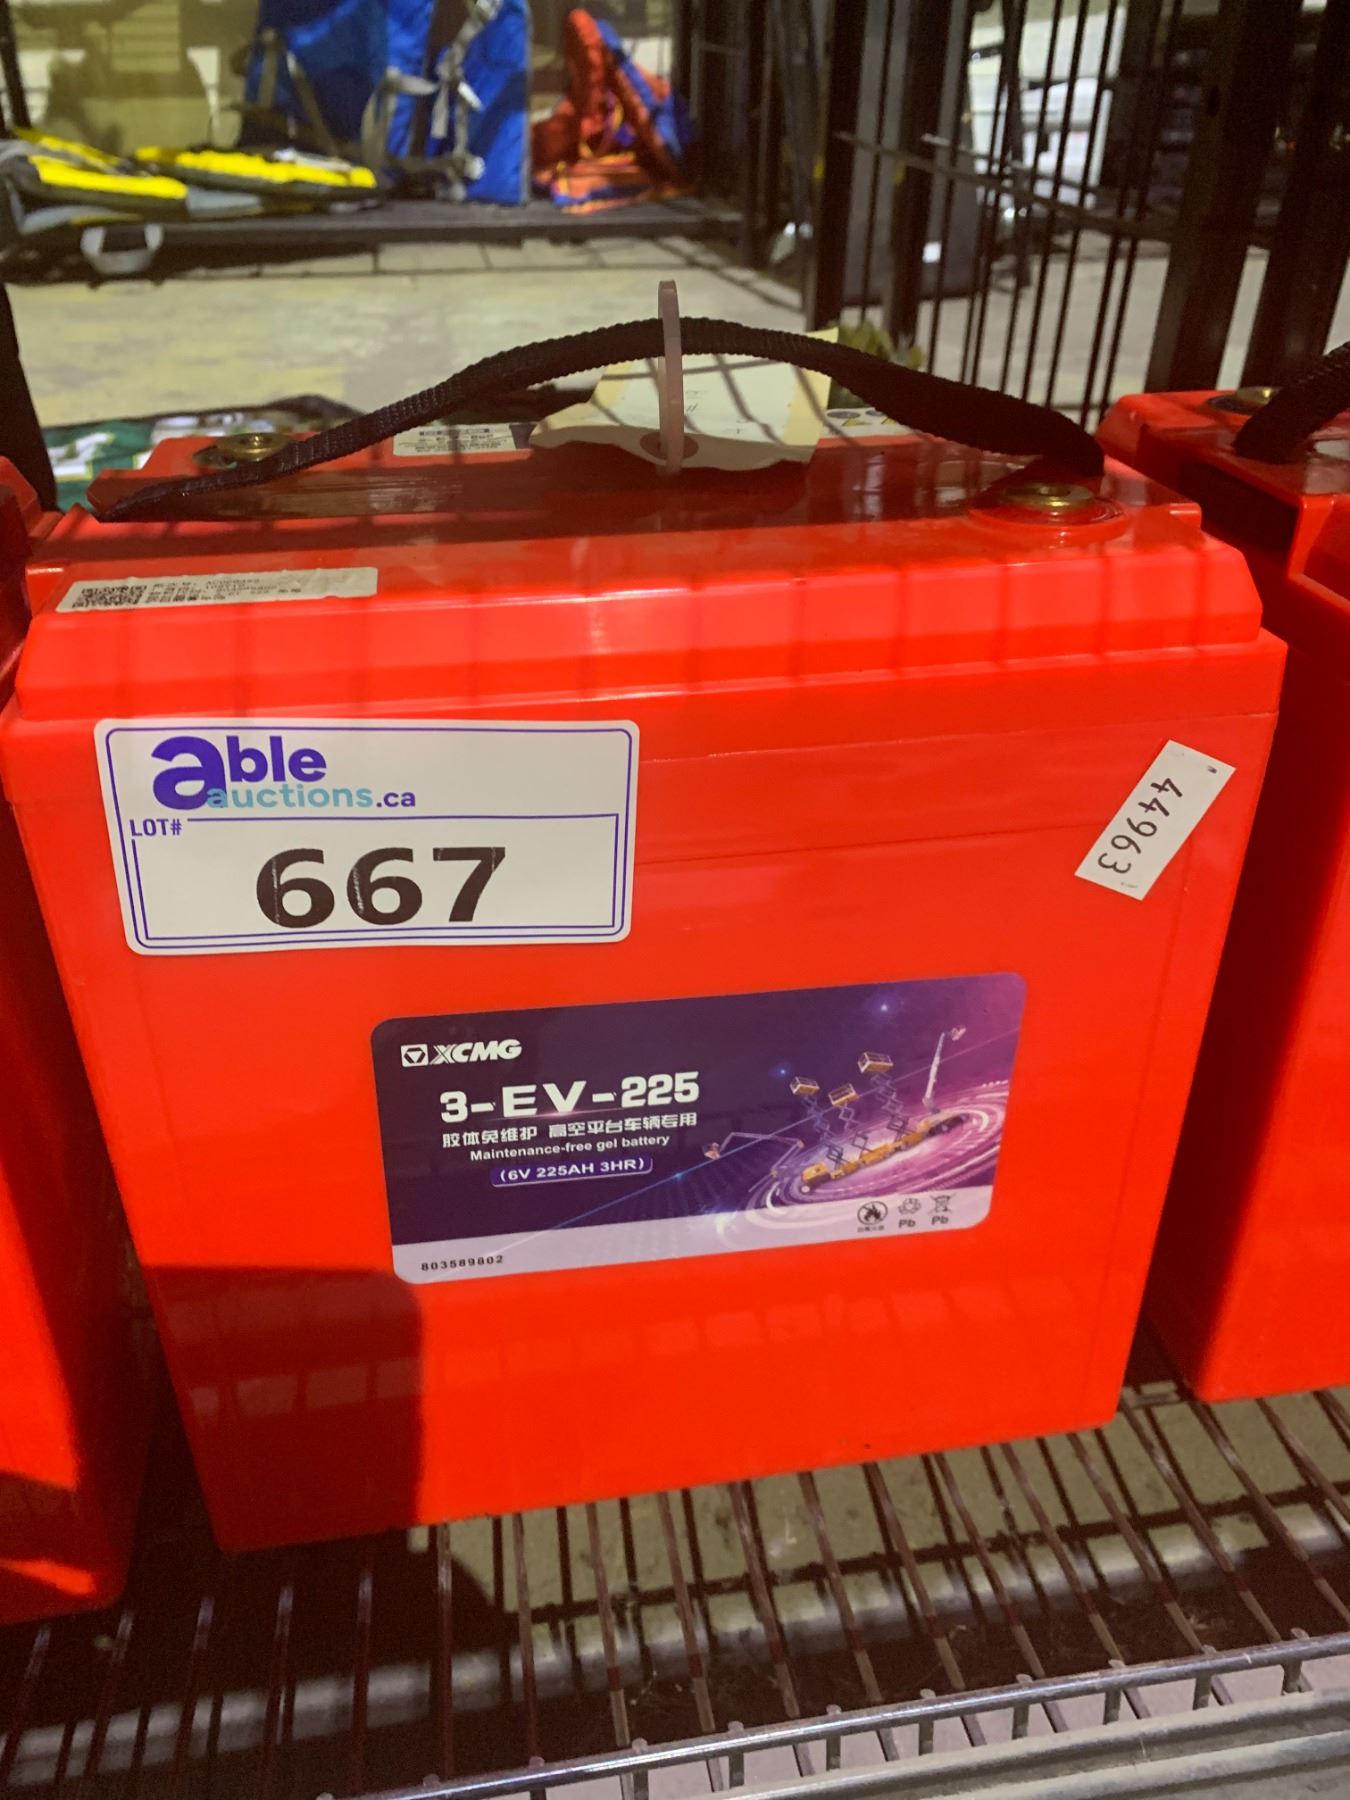 able
auctions.ca
LOT#
667
44963
XCMG
3-EV-225
胶体免维护 高空平台车辆专用
Maintenance-free gel battery
(6V 225AH 3HR)
Pb Pb
803589802